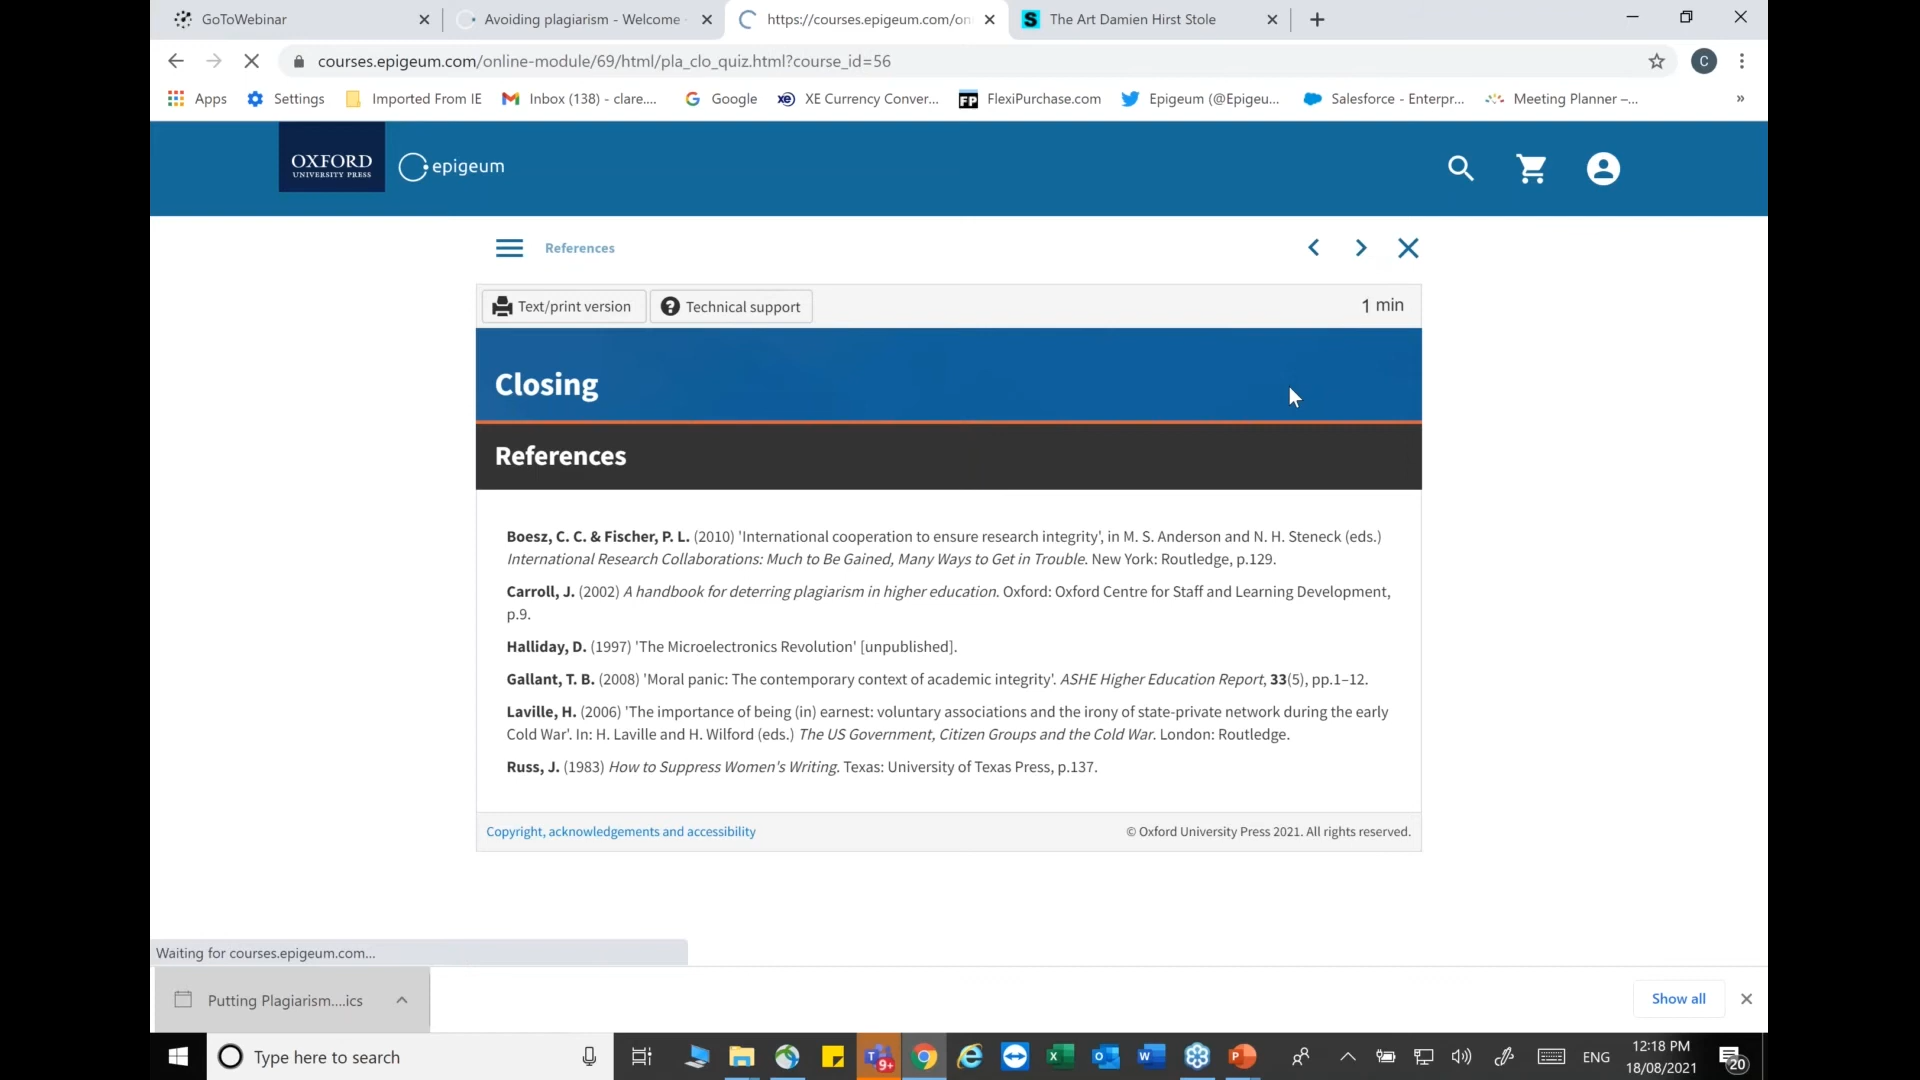 GoToWebinar
Avoiding plagiarism - Welcome -
https://courses.epigeum.com/on
The Art Damien Hirst Stole
courses.epigeum.com/online-module/69/html/pla_clo_quiz.html?course_id=56
C
Apps
Settings
Imported From IE
Inbox (138) - clare....
Google
XE Currency Conver...
FlexiPurchase.com
Epigeum (@Epigeu...
Salesforce - Enterpr...
Meeting Planner –...
»
OXFORD
UNIVERSITY PRESS
epigeum
References
Text/print version
Technical support
1 min
Closing
References
Boesz, C. C. & Fischer, P. L. (2010) 'International cooperation to ensure research integrity', in M. S. Anderson and N. H. Steneck (eds.)
International Research Collaborations: Much to Be Gained, Many Ways to Get in Trouble. New York: Routledge, p.129.
Carroll, J. (2002) A handbook for deterring plagiarism in higher education. Oxford: Oxford Centre for Staff and Learning Development,
p.9.
Halliday, D. (1997) 'The Microelectronics Revolution' [unpublished].
Gallant, T. B. (2008) 'Moral panic: The contemporary context of academic integrity'. ASHE Higher Education Report, 33(5), pp.1–12.
Laville, H. (2006) 'The importance of being (in) earnest: voluntary associations and the irony of state-private network during the early
Cold War'. In: H. Laville and H. Wilford (eds.) The US Government, Citizen Groups and the Cold War. London: Routledge.
Russ, J. (1983) How to Suppress Women's Writing. Texas: University of Texas Press, p.137.
Copyright, acknowledgements and accessibility
© Oxford University Press 2021. All rights reserved.
Waiting for courses.epigeum.com...
Putting Plagiarism....ics
Show all
Type here to search
9+
ENG
12:18 PM
18/08/2021
20